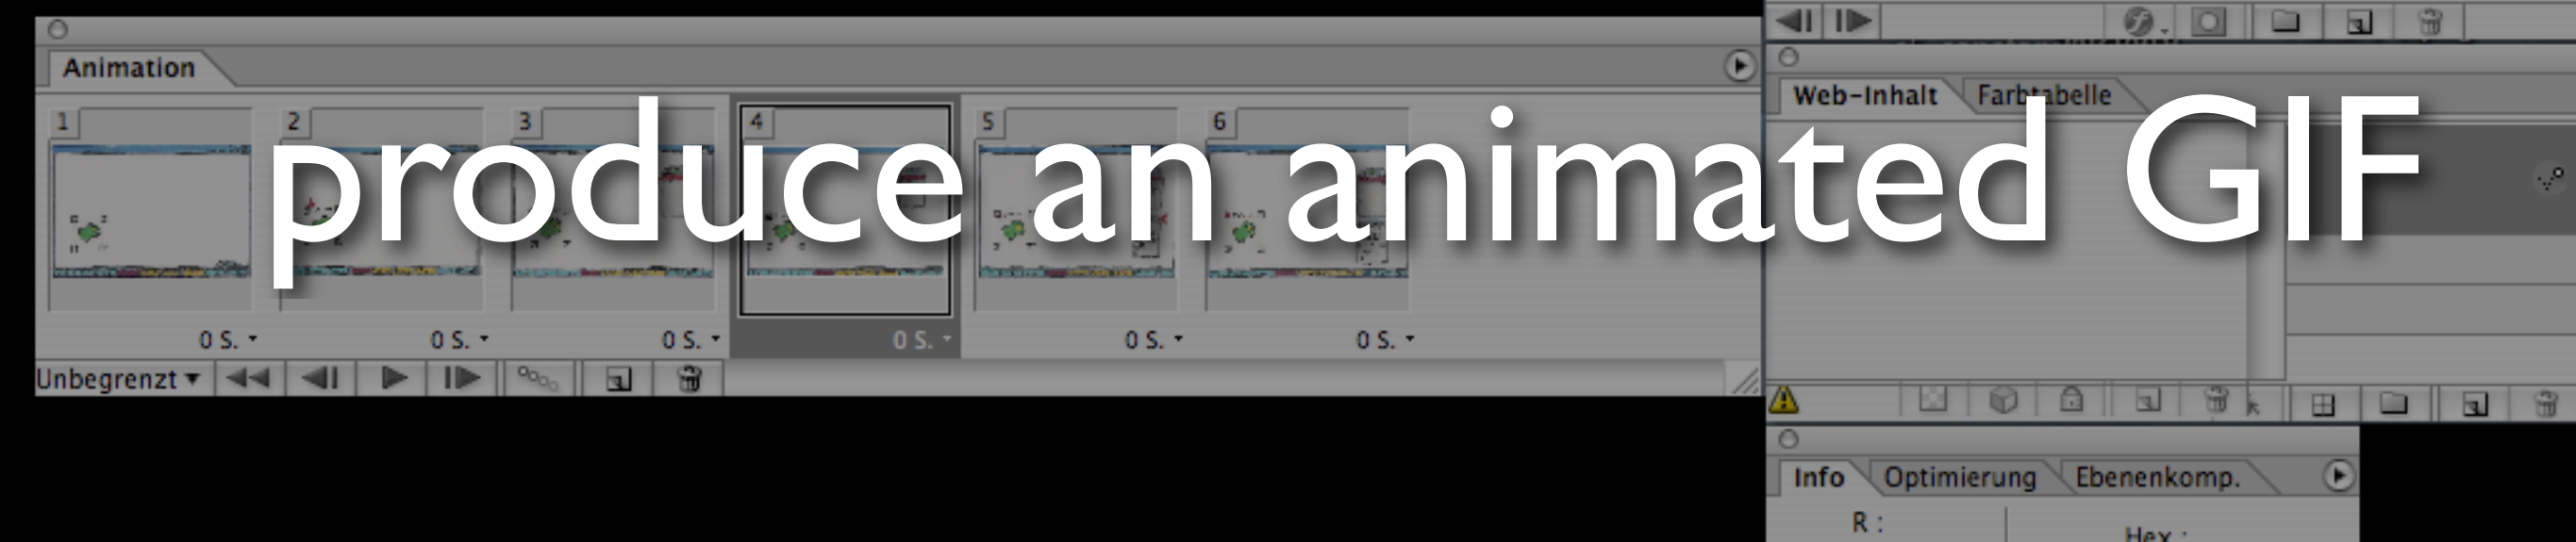 Animation
1 2 3 4 5 6
produce an animated GIF
0 S. 0 S. 0 S. 0 S. 0 S. 0 S.
Unbegrenzt
Web-Inhalt Farbtabelle
Info Optimierung Ebenenkomp.
R :
Hex :